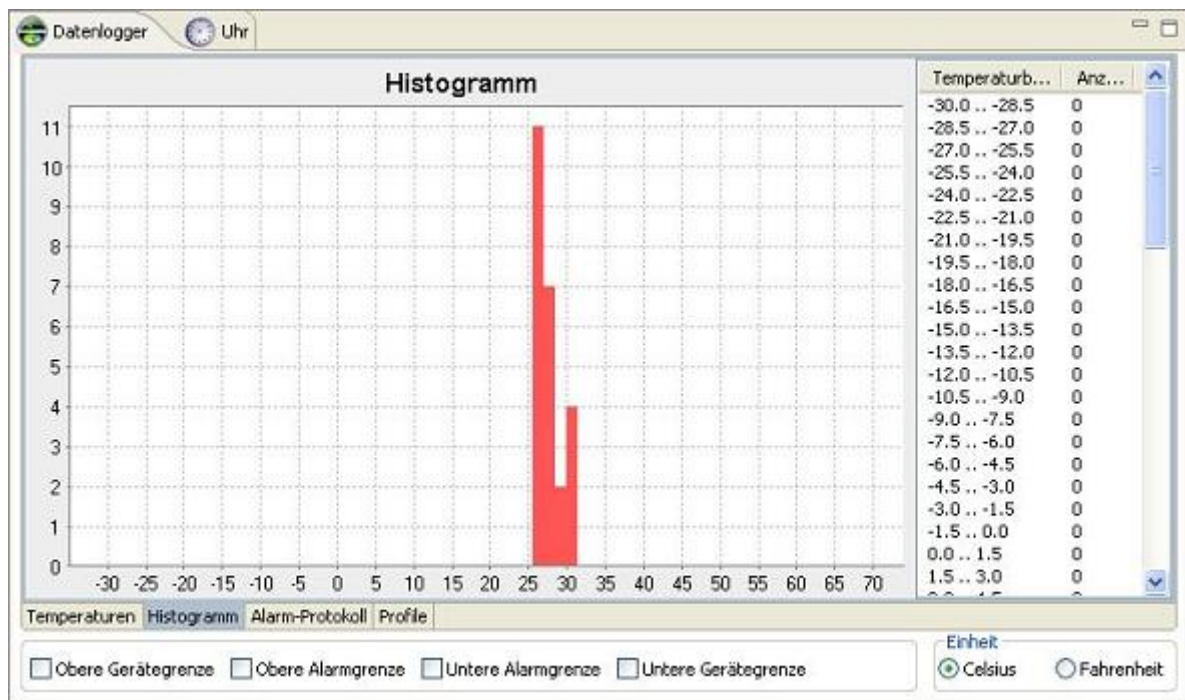 Datenlogger Uhr
Histogramm
11
10
9
8
7
6
5
4
3
2
1
0
-30 -25 -20 -15 -10 -5 0 5 10 15 20 25 30 35 40 45 50 55 60 65 70
Temperaturb... Anz...
-30.0 .. -28.5 0
-28.5 .. -27.0 0
-27.0 .. -25.5 0
-25.5 .. -24.0 0
-24.0 .. -22.5 0
-22.5 .. -21.0 0
-21.0 .. -19.5 0
-19.5 .. -18.0 0
-18.0 .. -16.5 0
-16.5 .. -15.0 0
-15.0 .. -13.5 0
-13.5 .. -12.0 0
-12.0 .. -10.5 0
-10.5 .. -9.0 0
-9.0 .. -7.5 0
-7.5 .. -6.0 0
-6.0 .. -4.5 0
-4.5 .. -3.0 0
-3.0 .. -1.5 0
-1.5 .. 0.0 0
0.0 .. 1.5 0
1.5 .. 3.0 0
Temperaturen Histogramm Alarm-Protokoll Profile
Obere Gerätegrenze Obere Alarmgrenze Untere Alarmgrenze Untere Gerätegrenze
Einheit
Celsius Fahrenheit